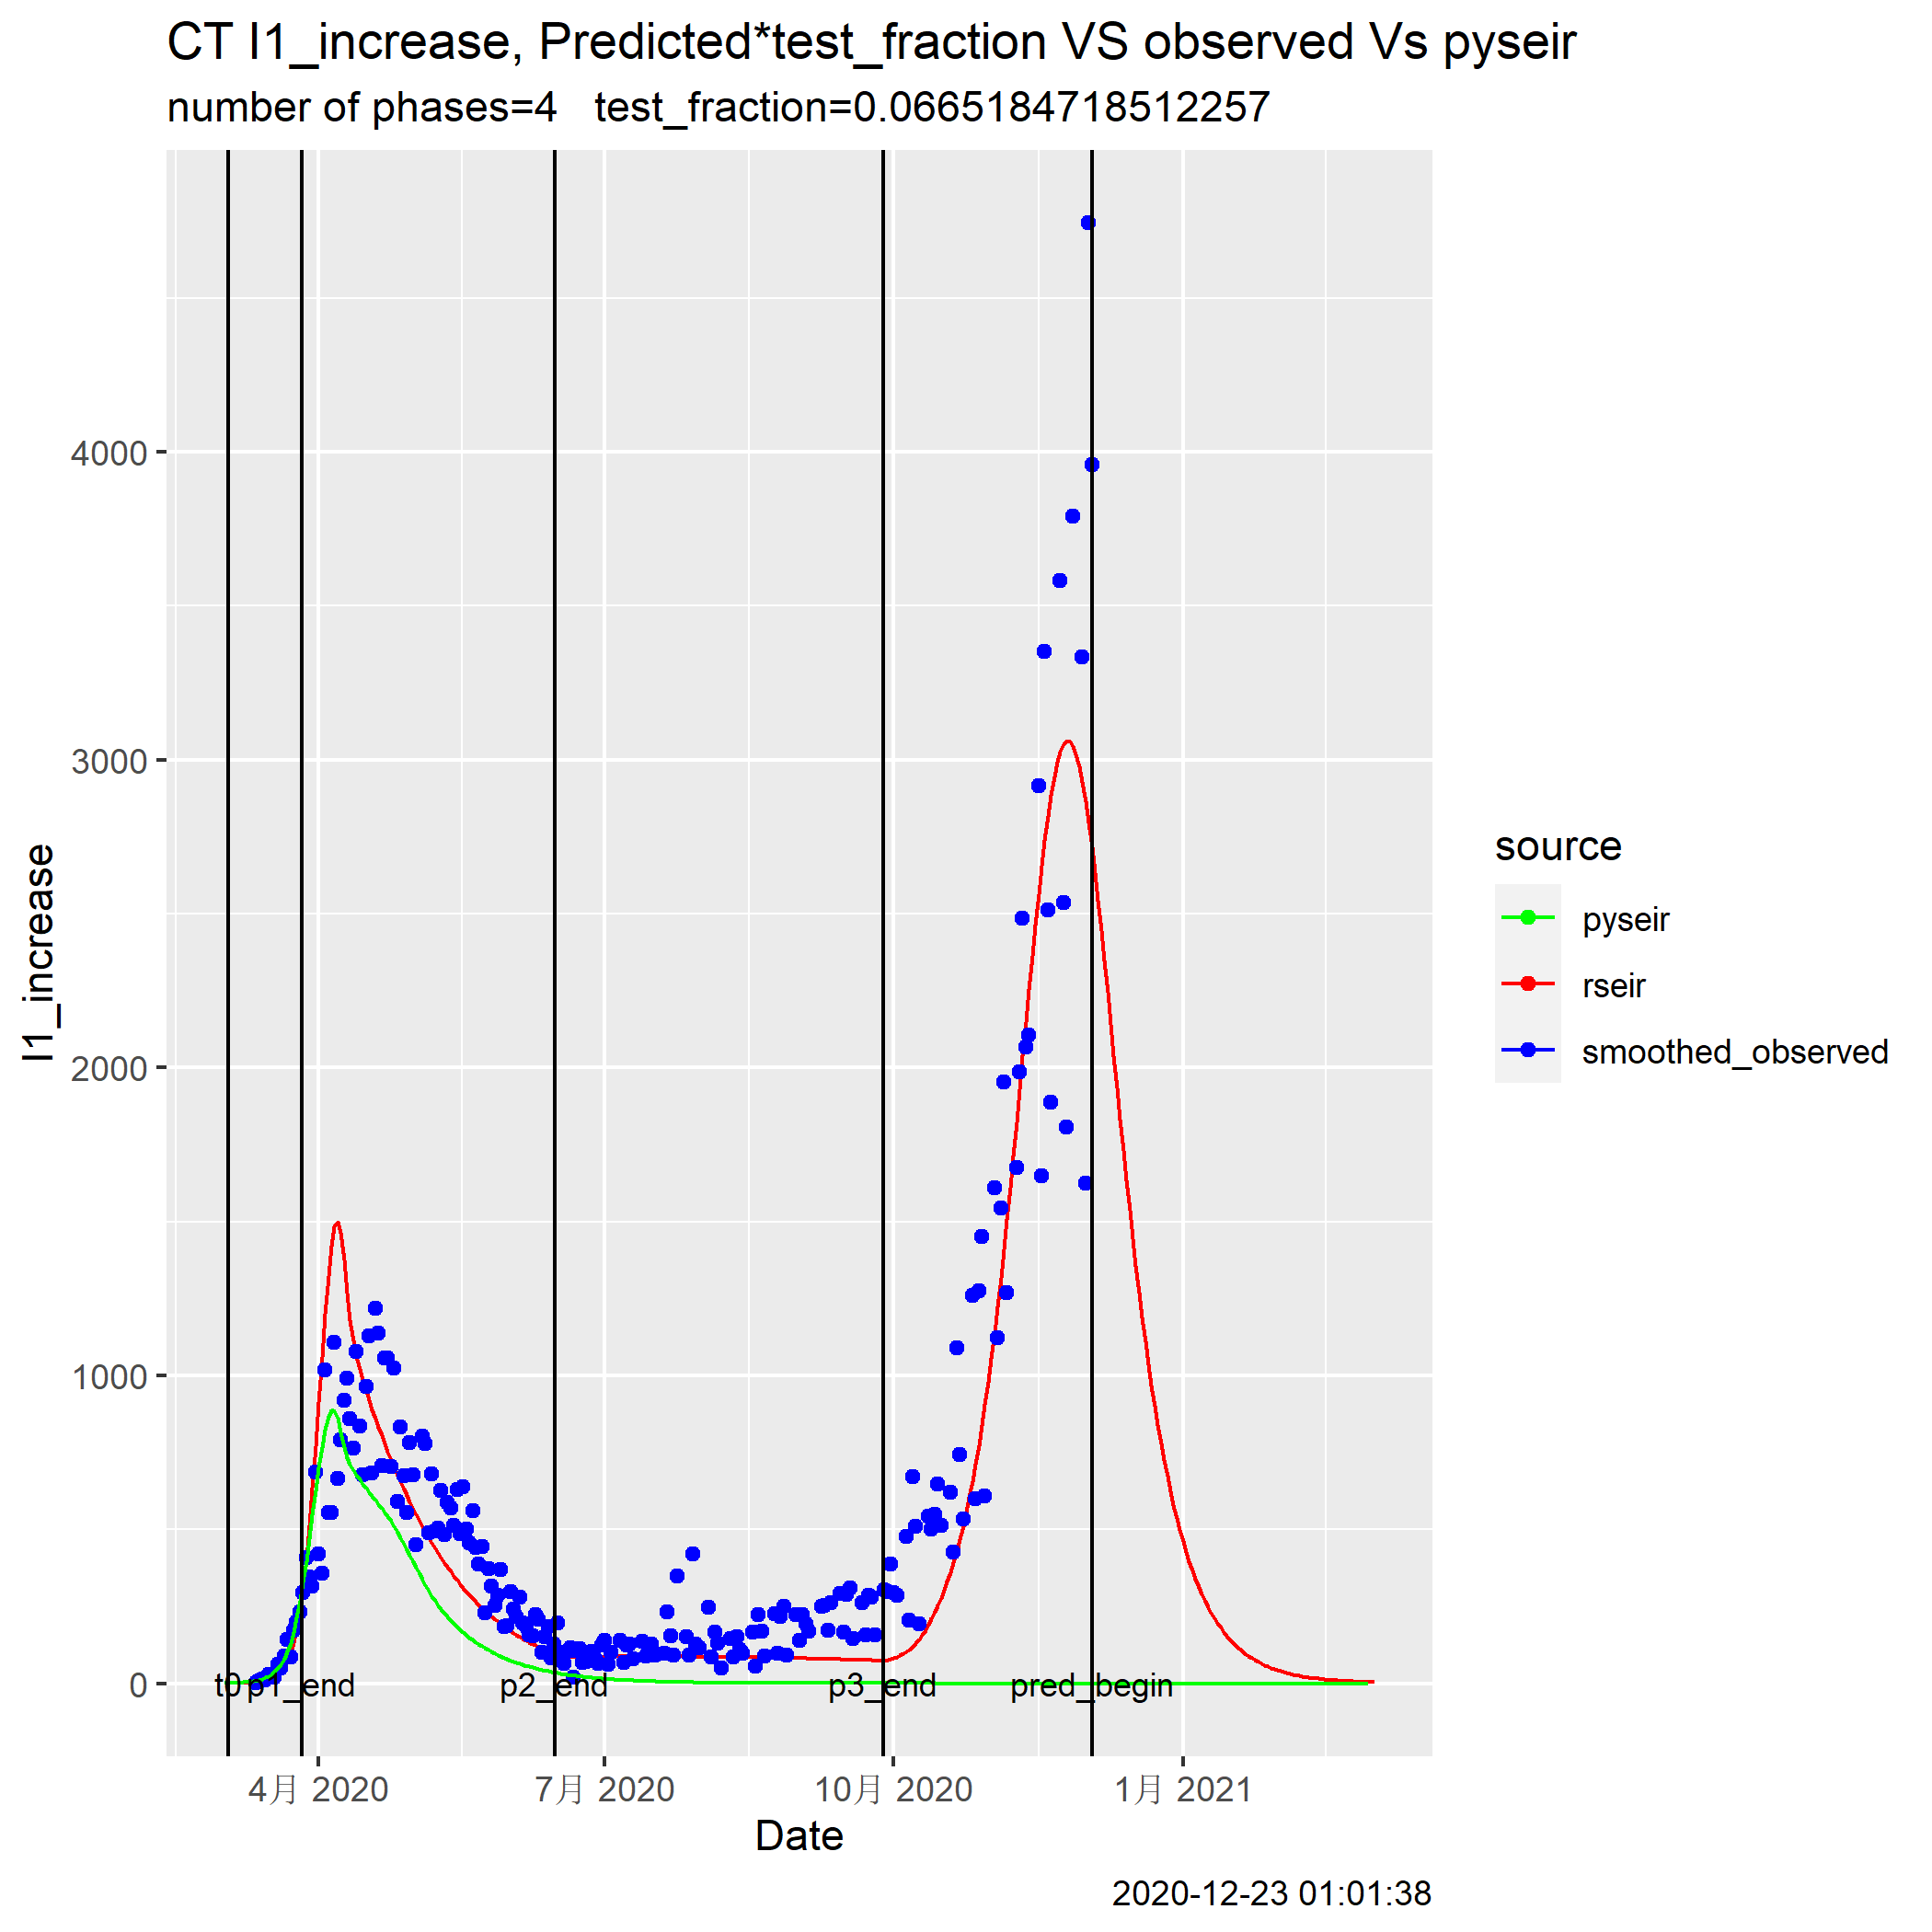 CT I1_increase, Predicted*test_fraction VS observed Vs pyseir
number of phases=4   test_fraction=0.0665184718512257
I1_increase
4000
3000
2000
1000
0
t0 p1_end
p2_end
p3_end
pred_begin
4月 2020
7月 2020
10月 2020
1月 2021
Date
source
pyseir
rseir
smoothed_observed
2020-12-23 01:01:38